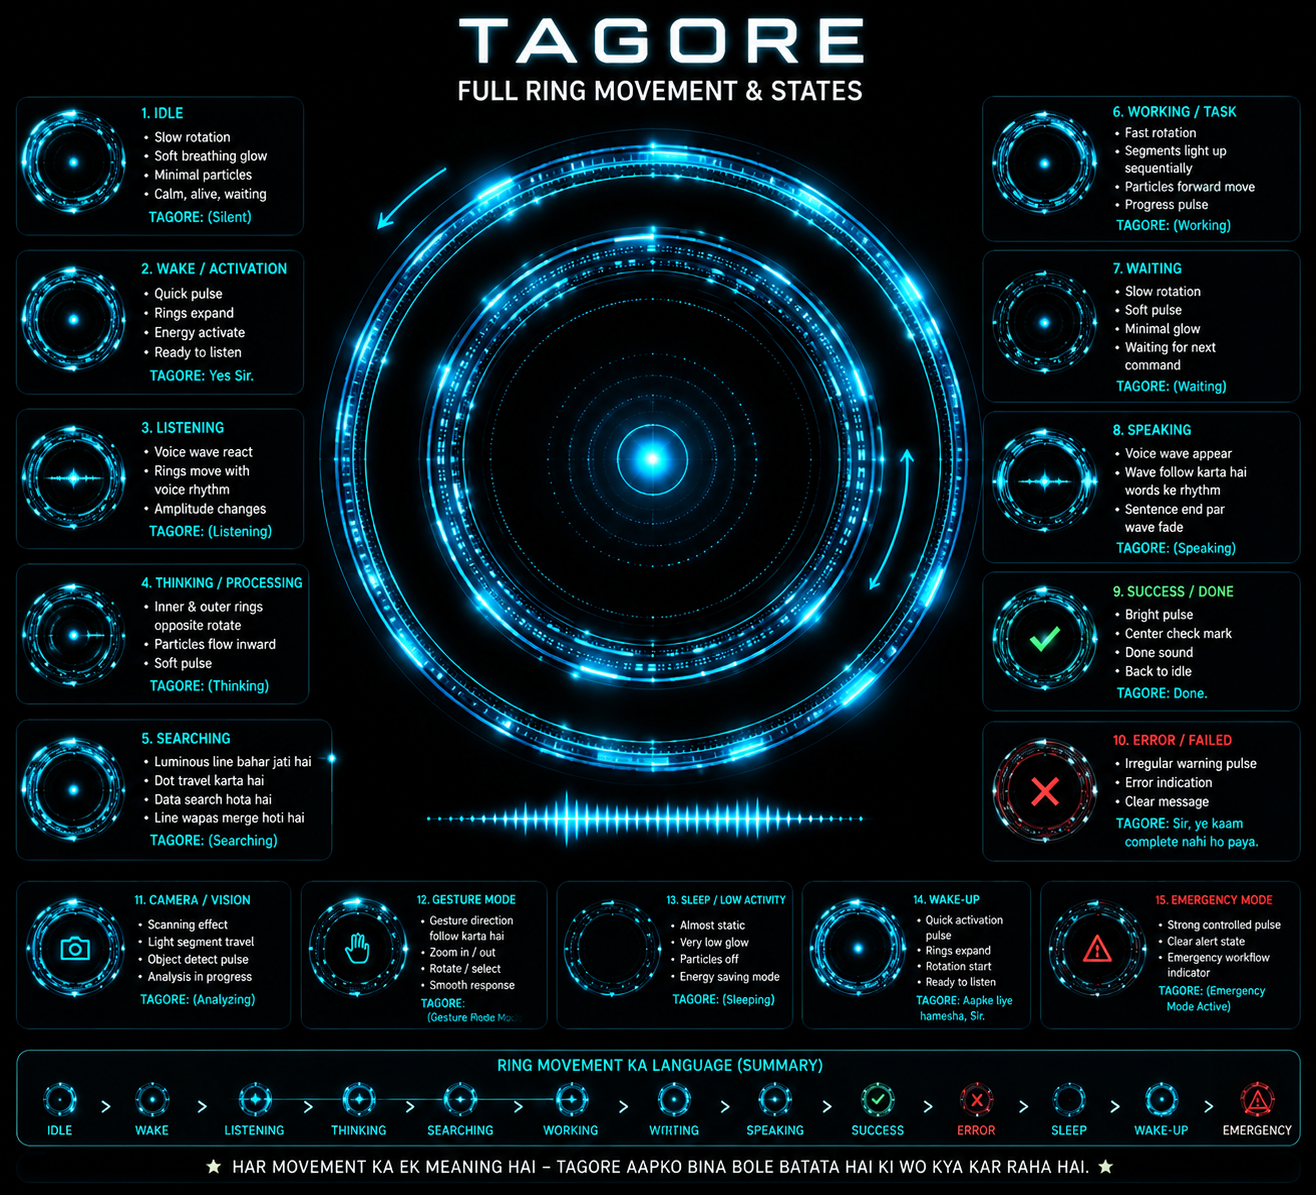 TAGORE
FULL RING MOVEMENT & STATES
1. IDLE
• Slow rotation
• Soft breathing glow
• Minimal particles
• Calm, alive, waiting
TAGORE: (Silent)
2. WAKE / ACTIVATION
• Quick pulse
• Rings expand
• Energy activate
• Ready to listen
TAGORE: Yes Sir.
3. LISTENING
• Voice wave react
• Rings move with
voice rhythm
• Amplitude changes
TAGORE: (Listening)
4. THINKING / PROCESSING
• Inner & outer rings
opposite rotate
• Particles flow inward
• Soft pulse
TAGORE: (Thinking)
5. SEARCHING
• Luminous line bahar jati hai
• Dot travel karta hai
• Data search hota hai
• Line wapas merge hoti hai
TAGORE: (Searching)
6. WORKING / TASK
• Fast rotation
• Segments light up
sequentially
• Particles forward move
• Progress pulse
TAGORE: (Working)
7. WAITING
• Slow rotation
• Soft pulse
• Minimal glow
• Waiting for next
command
TAGORE: (Waiting)
8. SPEAKING
• Voice wave appear
• Wave follow karta hai
words ke rhythm
• Sentence end par
wave fade
TAGORE: (Speaking)
9. SUCCESS / DONE
• Bright pulse
• Center check mark
• Done sound
• Back to idle
TAGORE: Done.
10. ERROR / FAILED
• Irregular warning pulse
• Error indication
• Clear message
TAGORE: Sir, ye kaam
complete nahi ho paya.
11. CAMERA / VISION
• Scanning effect
• Light segment travel
• Object detect pulse
• Analysis in progress
TAGORE: (Analyzing)
12. GESTURE MODE
• Gesture direction
follow karta hai
• Zoom in / out
• Rotate / select
• Smooth response
TAGORE:
(Gesture
13. SLEEP / LOW ACTIVITY
• Almost static
• Very low glow
• Particles off
• Energy saving mode
TAGORE: (Sleeping)
14. WAKE-UP
• Quick activation
pulse
• Rings expand
• Rotation start
• Ready to listen
TAGORE: Aapke liye
hamesha, Sir.
15. EMERGENCY MODE
• Strong controlled pulse
• Clear alert state
• Emergency workflow
indicator
TAGORE: (Emergency
Mode Active)
RING MOVEMENT KA LANGUAGE (SUMMARY)
IDLE > WAKE > LISTENING > THINKING > SEARCHING > WORKING > > SPEAKING > SUCCESS > ERROR > SLEEP > WAKE-UP > EMERGENCY
★ HAR MOVEMENT KA EK MEANING HAI – TAGORE AAPKO BINA BOLE BATATA HAI KI WO KYA KAR RAHA HAI. ★